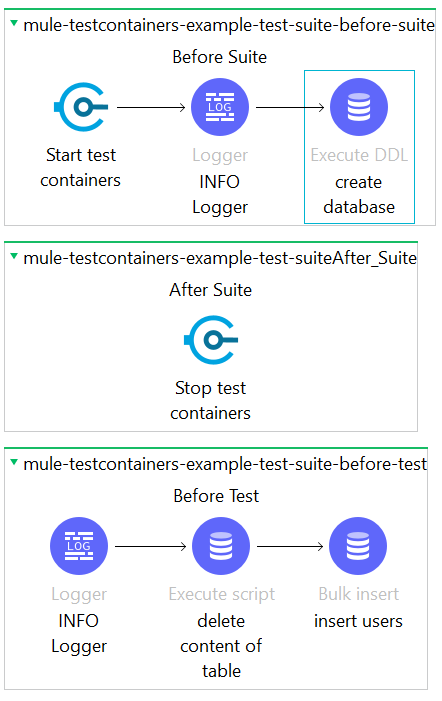 mule-testcontainers-example-test-suite-before-suite
Before Suite
LOG
Start test
containers
Logger
INFO
Logger
Execute DDL
create
database
mule-testcontainers-example-test-suiteAfter_Suite
After Suite
Stop test
containers
mule-testcontainers-example-test-suite-before-test
Before Test
LOG
Logger
INFO
Logger
Execute script
delete
content of
table
Bulk insert
insert users